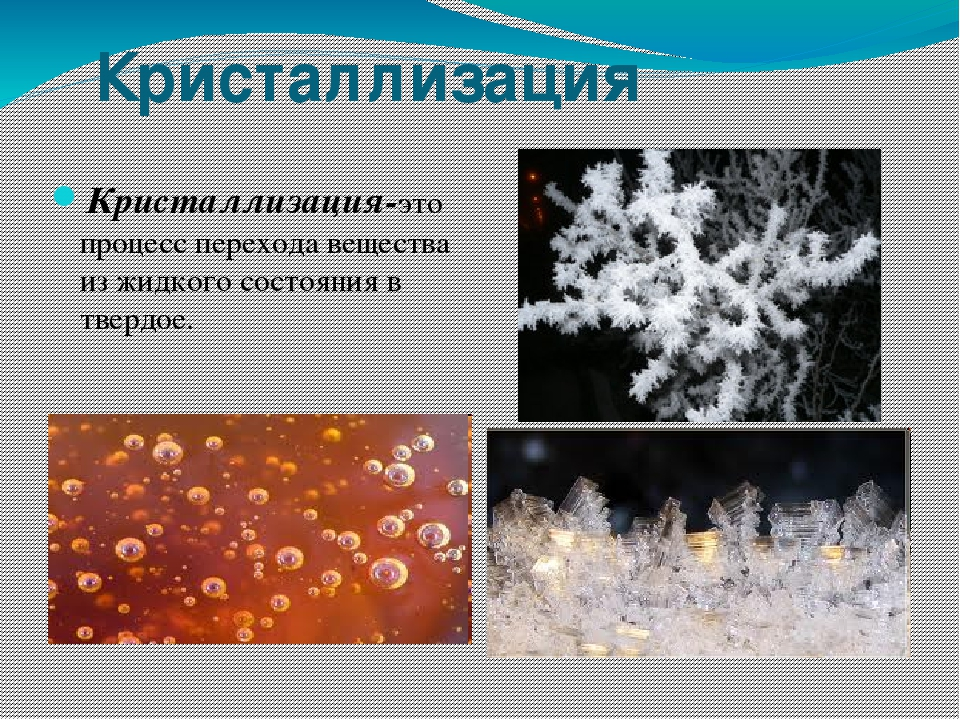 Кристаллизация
Кристаллизация-это
процесс перехода вещества
из жидкого состояния в
твердое.